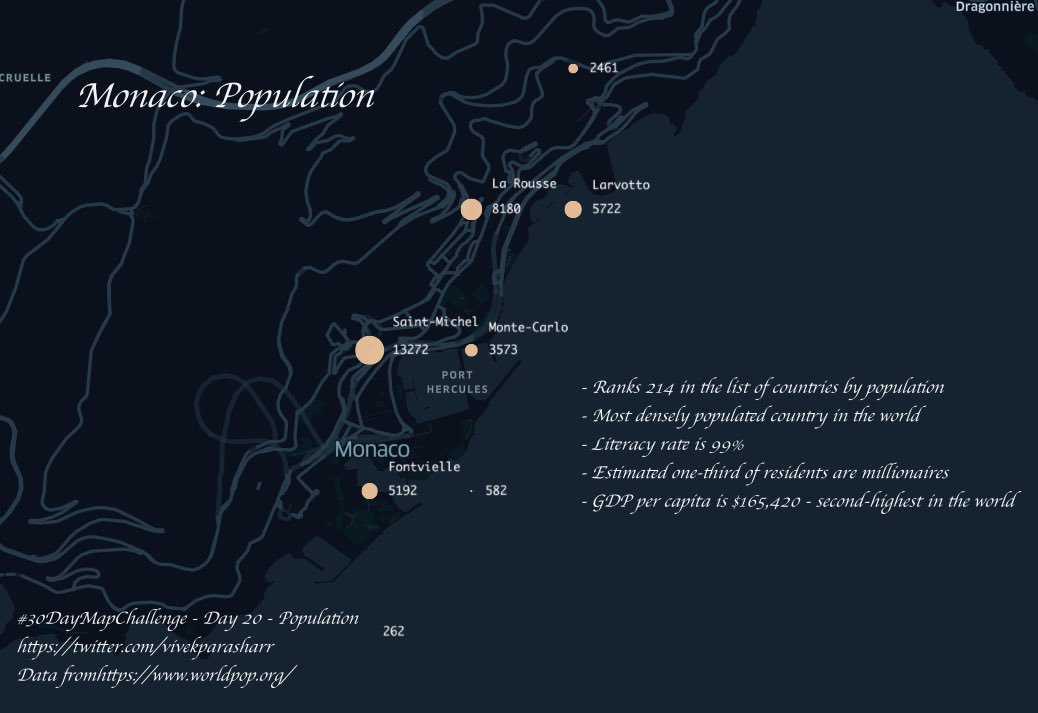 Dragonnière
CRUELLE
Monaco: Population
2461
La Rousse
8180
Larvotto
5722
Saint-Michel
13272
Monte-Carlo
3573
PORT
HERCULES
- Ranks 214 in the list of countries by population
- Most densely populated country in the world
- Literacy rate is 99%
- Estimated one-third of residents are millionaires
- GDP per capita is $165,420 - second-highest in the world
Monaco
Fontvielle
5192
582
#30DayMapChallenge - Day 20 - Population
https://twitter.com/vivekparasharr
Data fromhttps://www.worldpop.org/
262